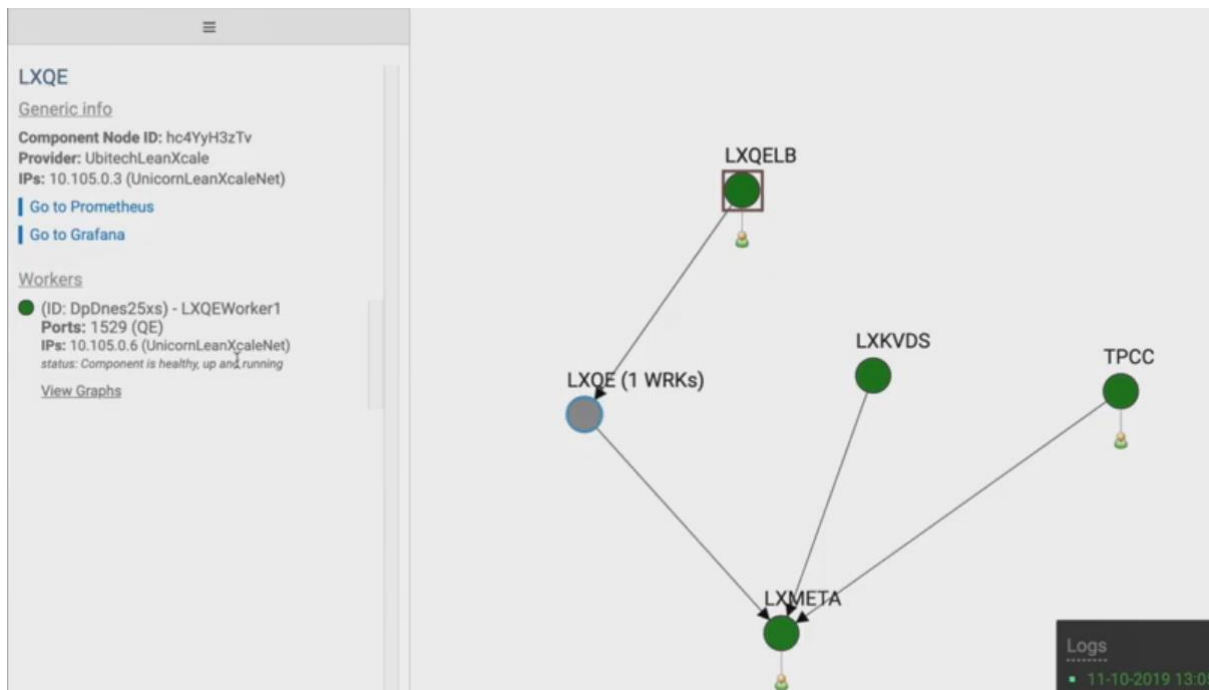 LXQE
Generic info
Component Node ID: hc4YyH3zTv
Provider: UbitechLeanXcale
IPs: 10.105.0.3 (UnicornLeanXcaleNet)
Go to Prometheus
Go to Grafana
Workers
(ID: DpDnes25xs) - LXQEWorker1
Ports: 1529 (QE)
IPs: 10.105.0.6 (UnicornLeanXcaleNet)
status: Component is healthy, up and running
View Graphs
LXQELB
LXKVDS
TPCC
LXQE (1 WRKs)
LXMETA
Logs
11-10-2019